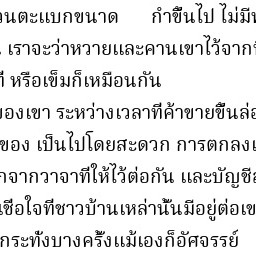 วนตะแบกขนาด กำขึ้นไป ไม่มี
เราจะว่าหวายและคานเขาไว้จาก
หรือเข็มก็เหมือนกัน
ของเขา ระหว่างเวลาที่ค้าขายขึ้นล่อ
ของ เป็นไปโดยสะดวก การตกลง
จากวาจาที่ให้ไว้ต่อกัน และบัญชี
เชื่อใจที่ชาวบ้านเหล่านั้นมีอยู่ต่อเข
กระทั่งบางครั้งแม้เองก็อัศจรรย์